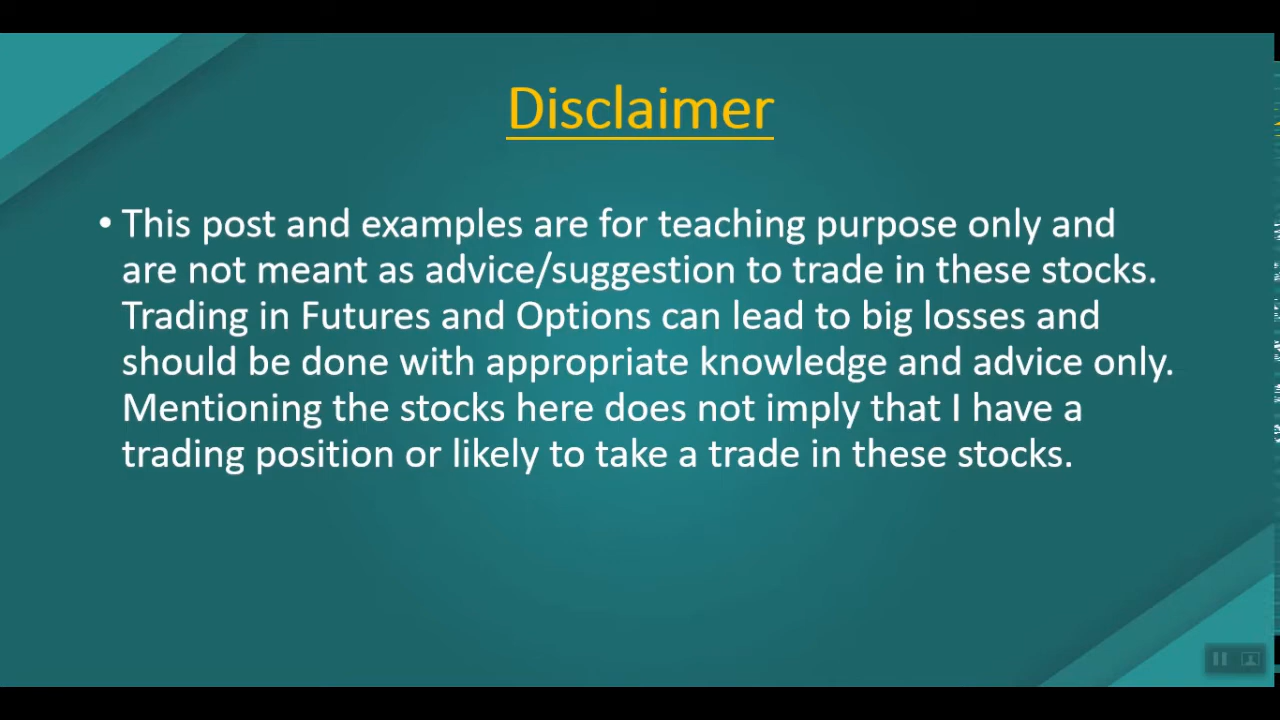 Disclaimer
• This post and examples are for teaching purpose only and
are not meant as advice/suggestion to trade in these stocks.
Trading in Futures and Options can lead to big losses and
should be done with appropriate knowledge and advice only.
Mentioning the stocks here does not imply that I have a
trading position or likely to take a trade in these stocks.